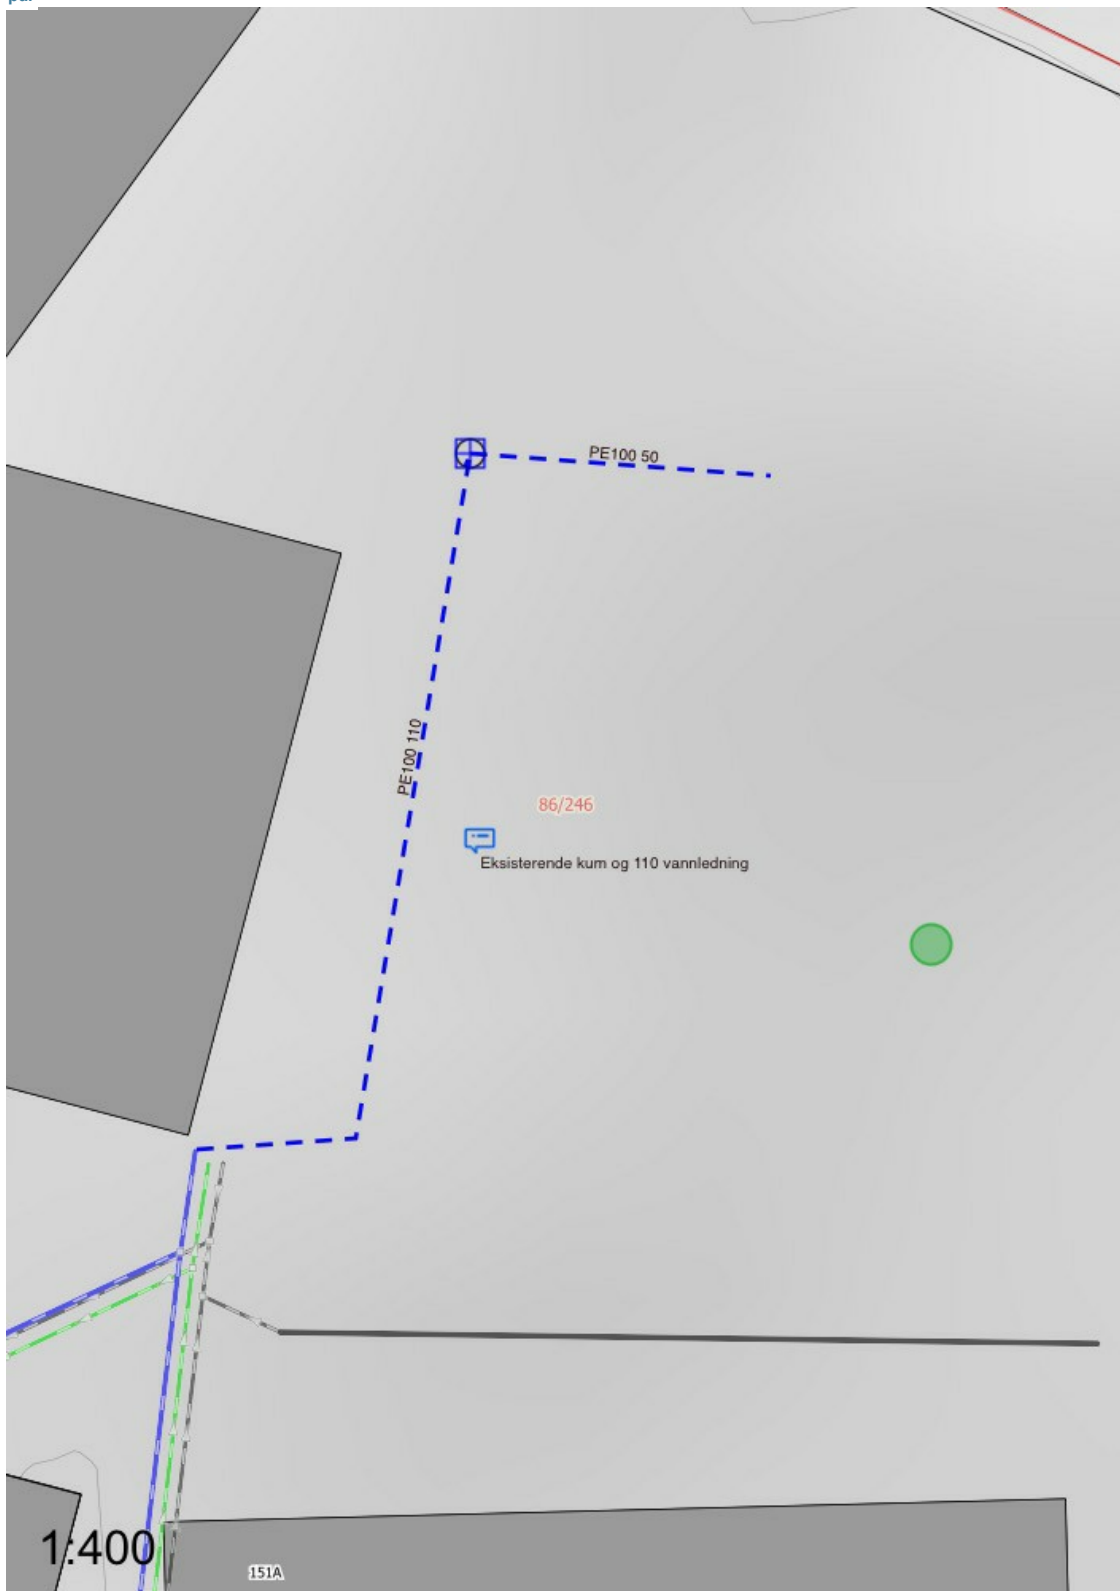 PE100 50
PE100 110
86/246
Eksisterende kum og 110 vannledning
1:400
151A